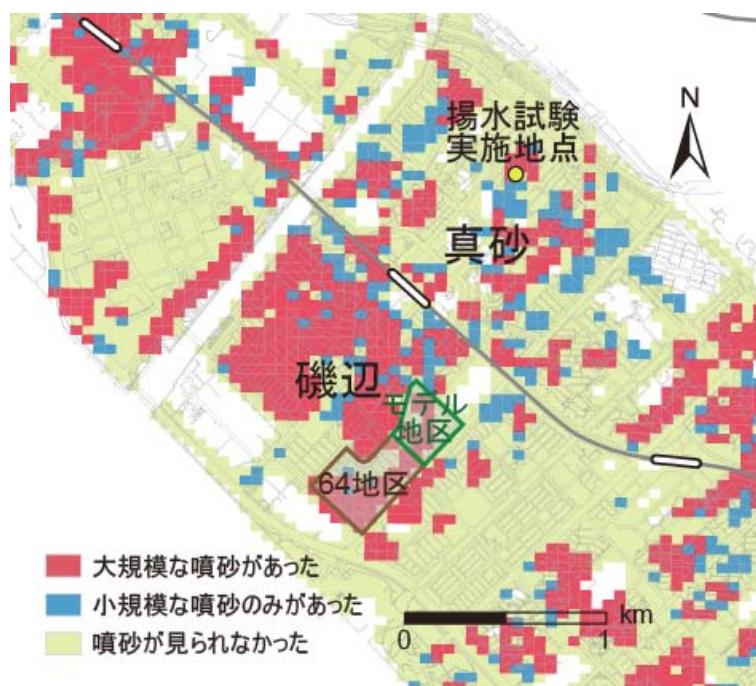 揚水試験
実施地点
N
真砂
磯辺
モデル
地区
64地区
大規模な噴砂があった
小規模な噴砂のみがあった
噴砂が見られなかった
km
0
1